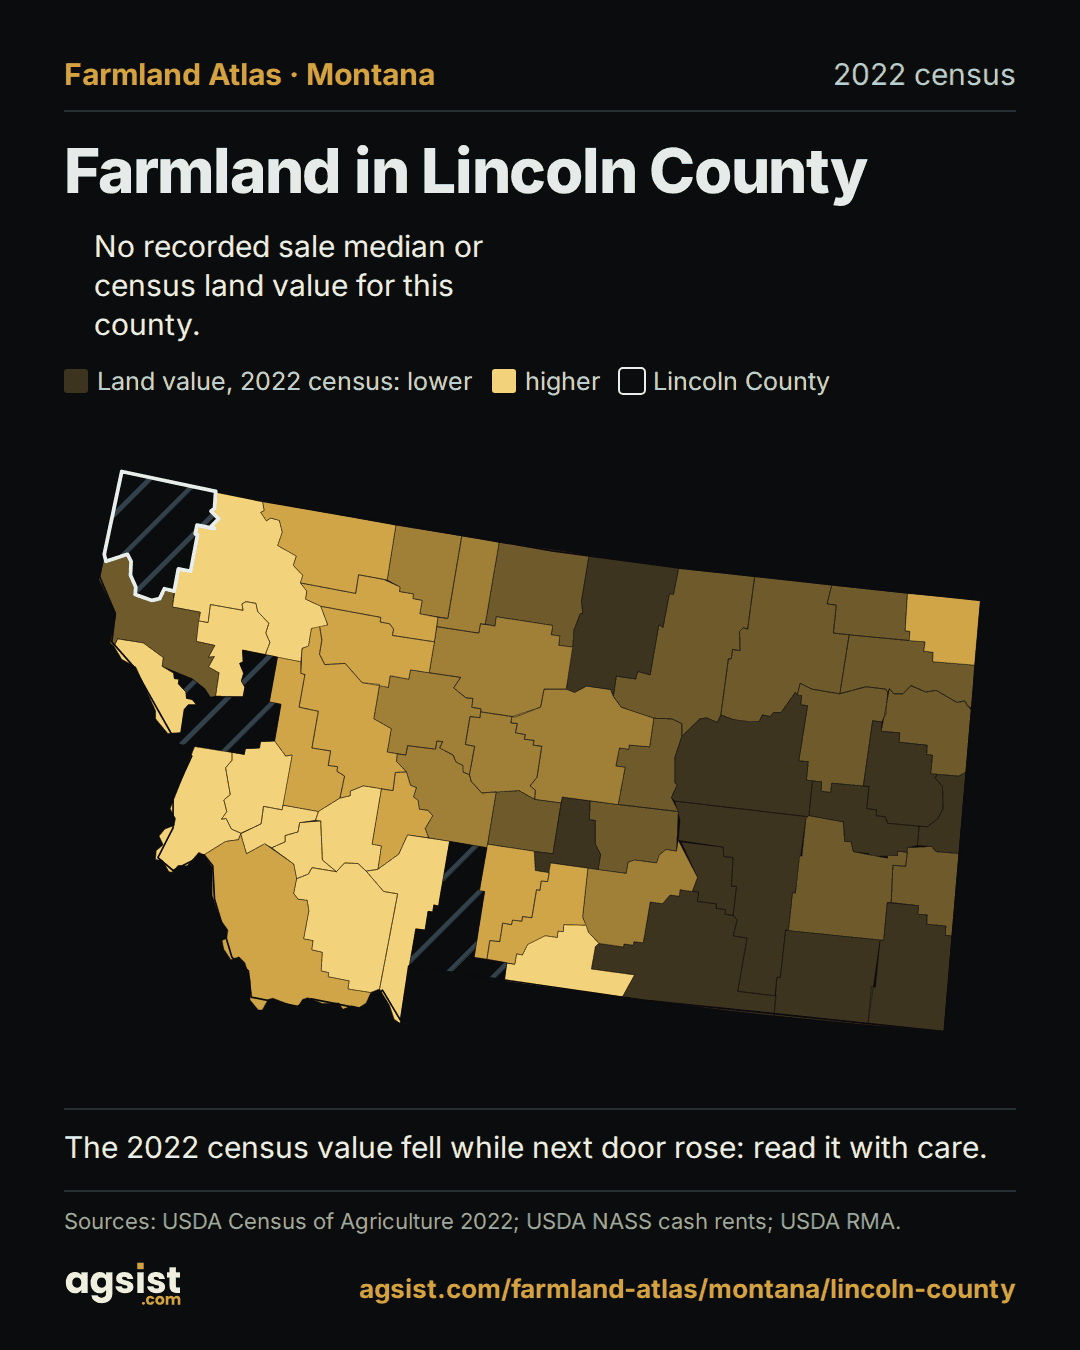 Farmland Atlas · Montana
2022 census
Farmland in Lincoln County
No recorded sale median or
census land value for this
county.
Land value, 2022 census: lower
higher
Lincoln County
The 2022 census value fell while next door rose: read it with care.
Sources: USDA Census of Agriculture 2022; USDA NASS cash rents; USDA RMA.
agsist
.com
agsist.com/farmland-atlas/montana/lincoln-county